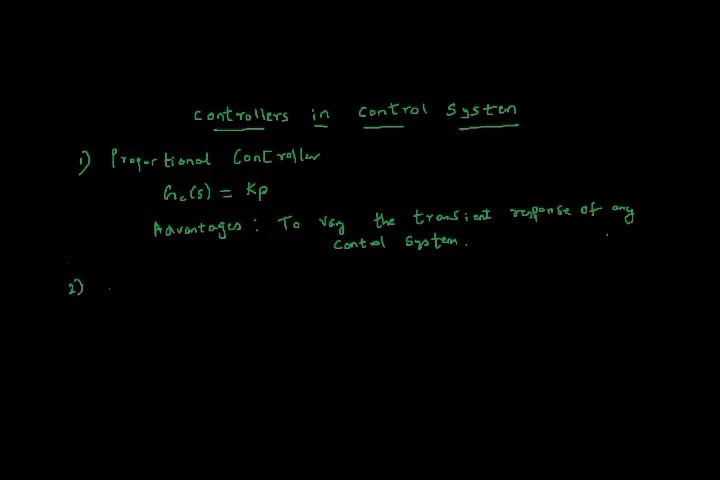 Controllers in Control System
1) Proportional Controller
Gc(s) = Kp
Advantages : To vary the transient response of any
Control System.
2)